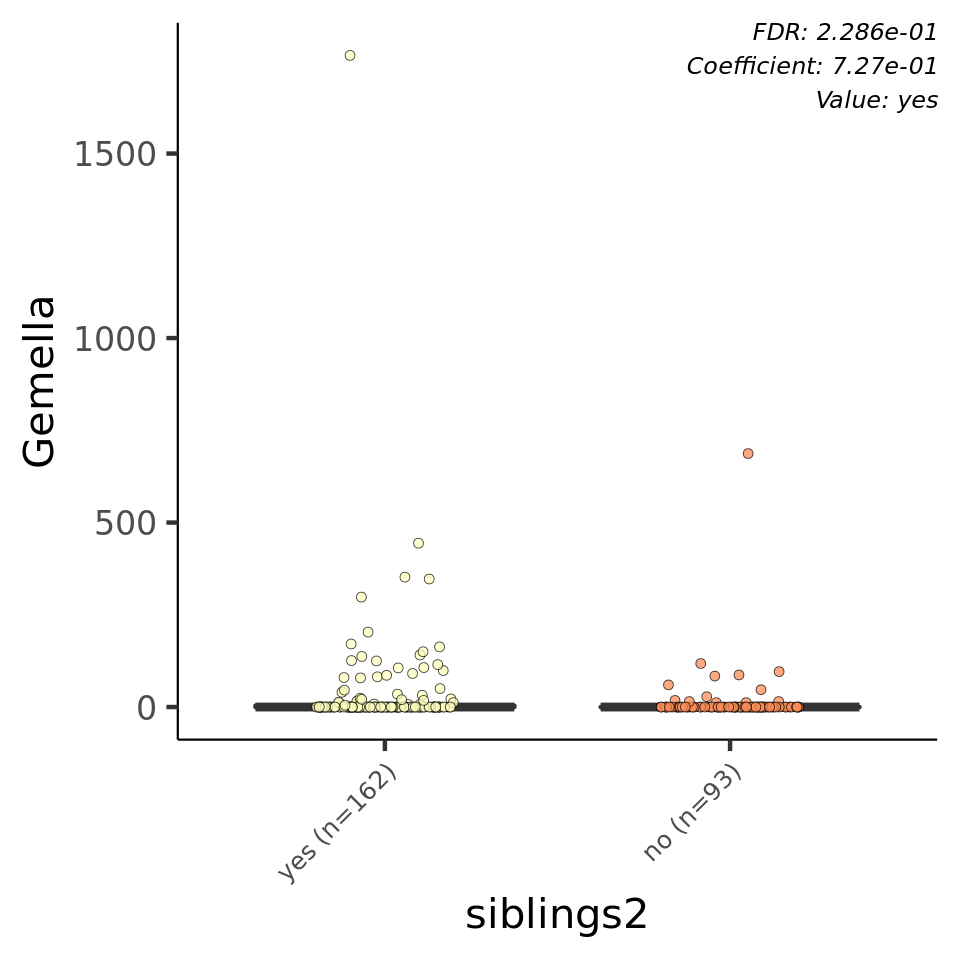 FDR: 2.286e-01
Coefficient: 7.27e-01
Value: yes
Gemella
1500
1000
500
0
yes (n=162)
no (n=93)
siblings2